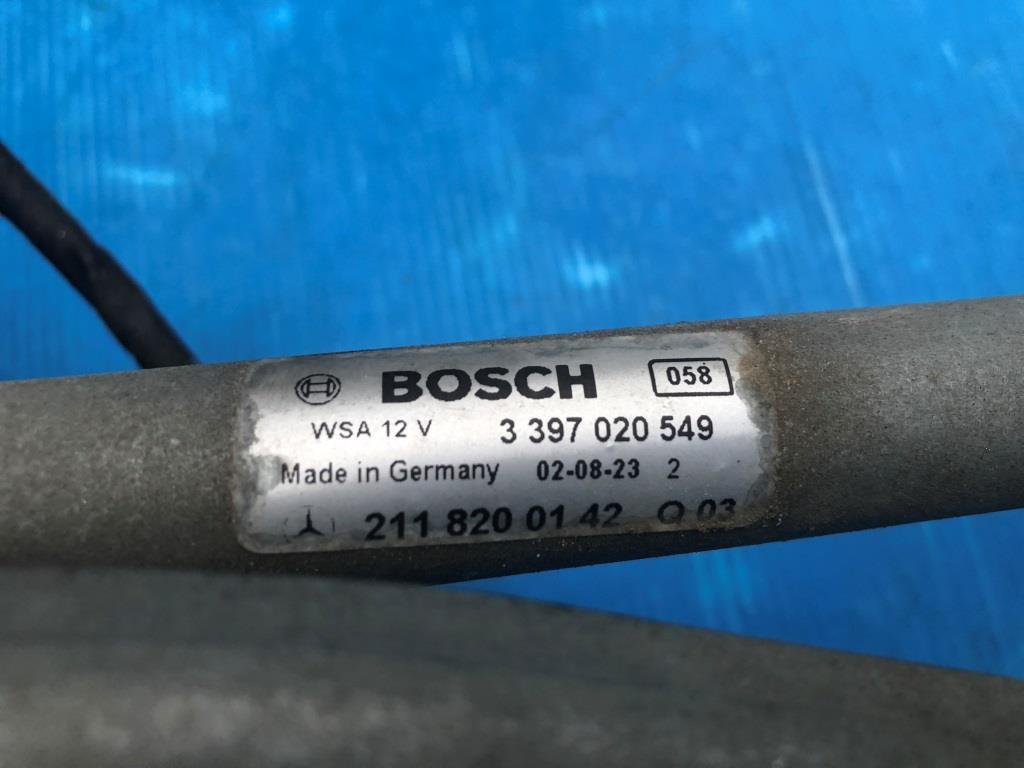 BOSCH 058
WSA 12 V 3 397 020 549
Made in Germany 02-08-23 2
211 820 01 42 Q 03